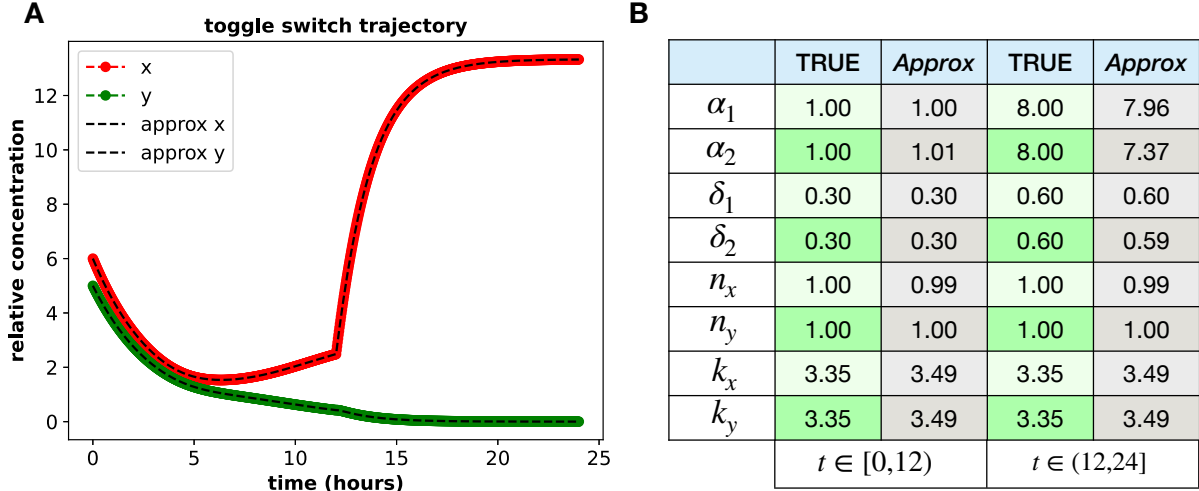 A
toggle switch trajectory
x
y
approx x
approx y
relative concentration
12
10
8
6
4
2
0
0 5 10 15 20 25
time (hours)
B
TRUE Approx TRUE Approx
α1 1.00 1.00 8.00 7.96
α2 1.00 1.01 8.00 7.37
δ1 0.30 0.30 0.60 0.60
δ2 0.30 0.30 0.60 0.59
nx 1.00 0.99 1.00 0.99
ny 1.00 1.00 1.00 1.00
kx 3.35 3.49 3.35 3.49
ky 3.35 3.49 3.35 3.49
t ∈ [0,12) t ∈ (12,24]